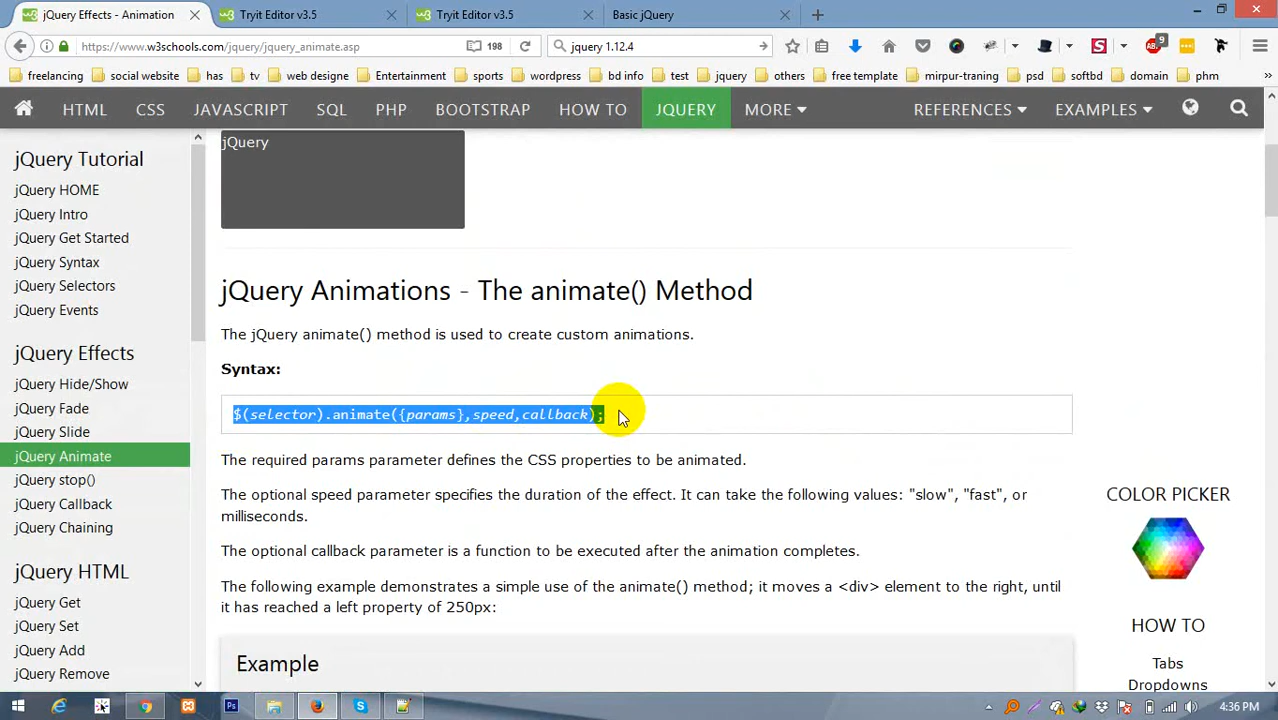 jQuery Effects - Animation
Tryit Editor v3.5
Tryit Editor v3.5
Basic jQuery
https://www.w3schools.com/jquery/jquery_animate.asp
198
jquery 1.12.4
9
freelancing
social website
has
tv
web designe
Entertainment
sports
wordpress
bd info
test
jquery
others
free template
mirpur-traning
psd
softbd
domain
phm
HTML
CSS
JAVASCRIPT
SQL
PHP
BOOTSTRAP
HOW TO
JQUERY
MORE
REFERENCES
EXAMPLES
jQuery Tutorial
jQuery HOME
jQuery Intro
jQuery Get Started
jQuery Syntax
jQuery Selectors
jQuery Events
jQuery Effects
jQuery Hide/Show
jQuery Fade
jQuery Slide
jQuery Animate
jQuery stop()
jQuery Callback
jQuery Chaining
jQuery HTML
jQuery Get
jQuery Set
jQuery Add
jQuery Remove
jQuery
jQuery Animations - The animate() Method
The jQuery animate() method is used to create custom animations.
Syntax:
$(selector).animate({params},speed,callback);
The required params parameter defines the CSS properties to be animated.
The optional speed parameter specifies the duration of the effect. It can take the following values: "slow", "fast", or
milliseconds.
The optional callback parameter is a function to be executed after the animation completes.
The following example demonstrates a simple use of the animate() method; it moves a <div> element to the right, until
it has reached a left property of 250px:
Example
COLOR PICKER
HOW TO
Tabs
Dropdowns
4:36 PM